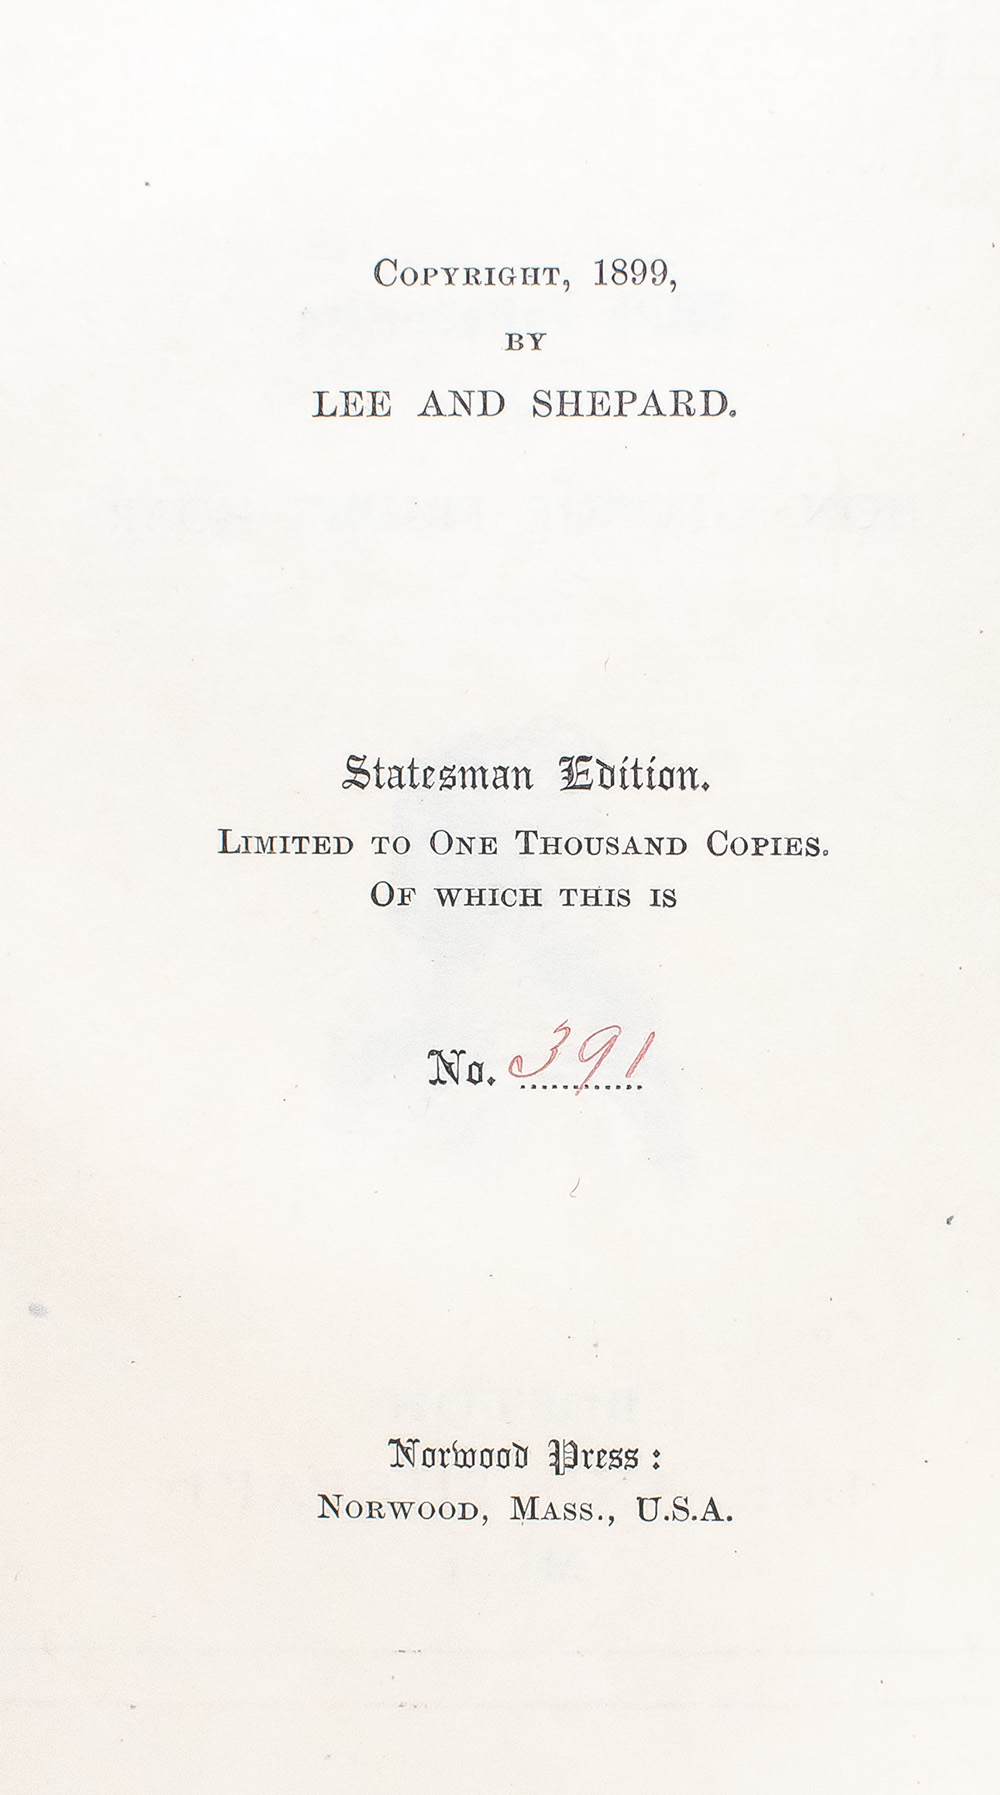 COPYRIGHT, 1899,
BY
LEE AND SHEPARD.
Statesman Edition.
LIMITED TO ONE THOUSAND COPIES.
OF WHICH THIS IS
No. 391
Norwood Press:
NORWOOD, MASS., U.S.A.